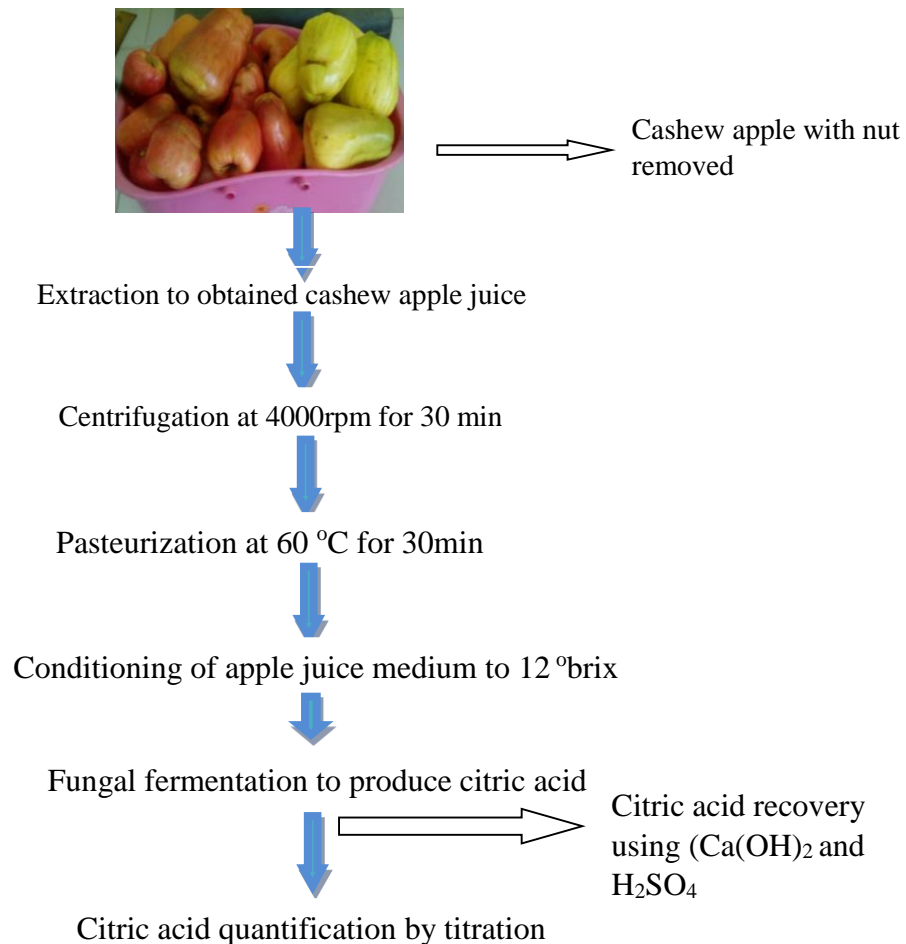 Cashew apple with nut
removed
Extraction to obtained cashew apple juice
Centrifugation at 4000rpm for 30 min
Pasteurization at 60 °C for 30min
Conditioning of apple juice medium to 12 °brix
Fungal fermentation to produce citric acid
Citric acid recovery
using (Ca(OH)₂ and
H₂SO₄
Citric acid quantification by titration